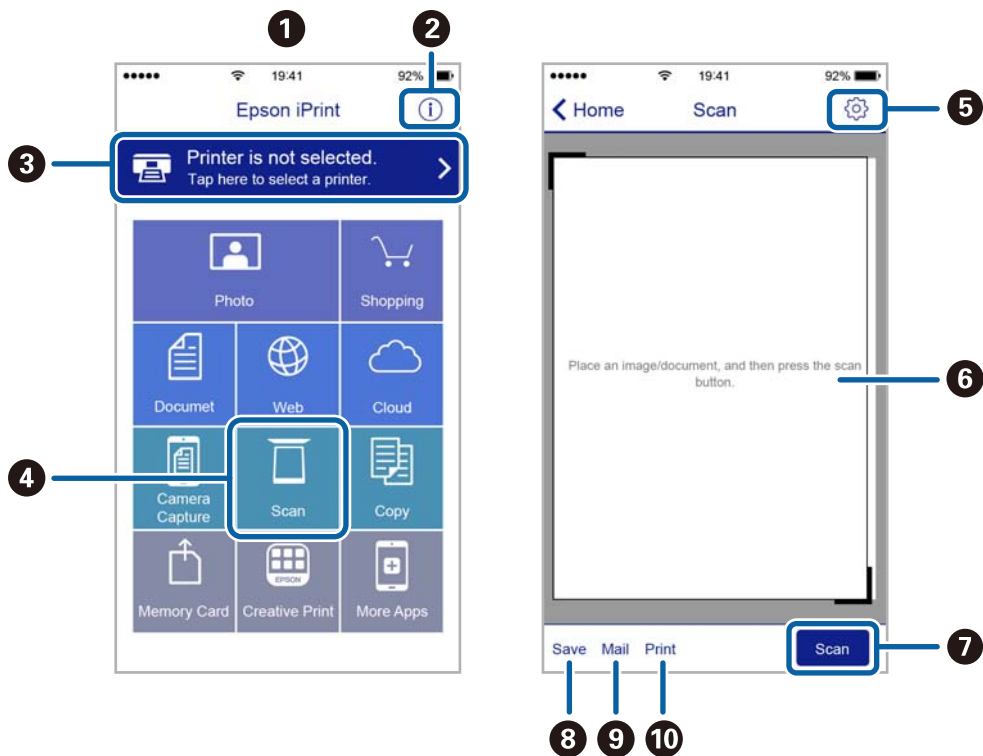 1
2
19:41
92%
Epson iPrint
i
3
Printer is not selected.
Tap here to select a printer.
Photo
Shopping
Documet
Web
Cloud
4
Camera
Capture
Scan
Copy
EPSON
Memory Card
Creative Print
More Apps
19:41
92%
Home
Scan
5
Place an image/document, and then press the scan
button.
6
Save
Mail
Print
Scan
7
8
9
10